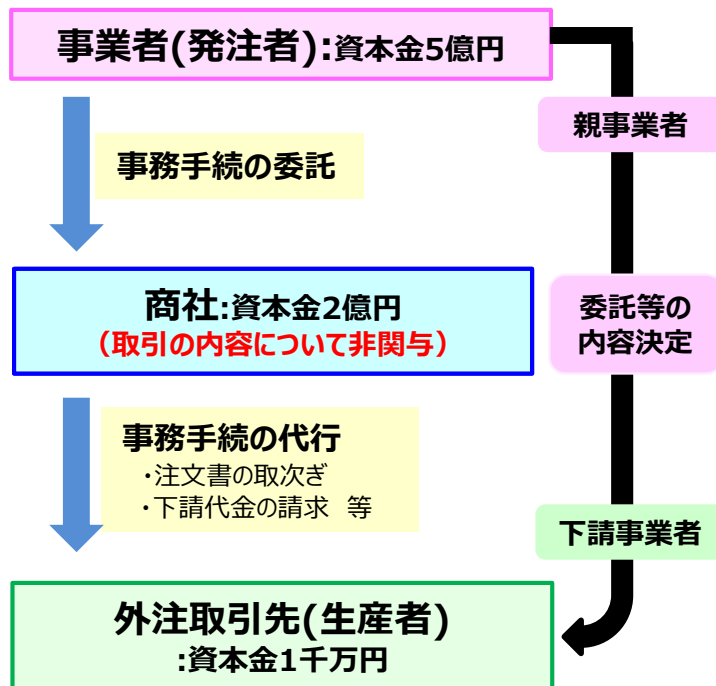 事業者(発注者):資本金5億円
親事業者
事務手続の委託
商社:資本金2億円
（取引の内容について非関与）
委託等の
内容決定
事務手続の代行
・注文書の取次ぎ
・下請代金の請求　等
下請事業者
外注取引先(生産者)
:資本金1千万円